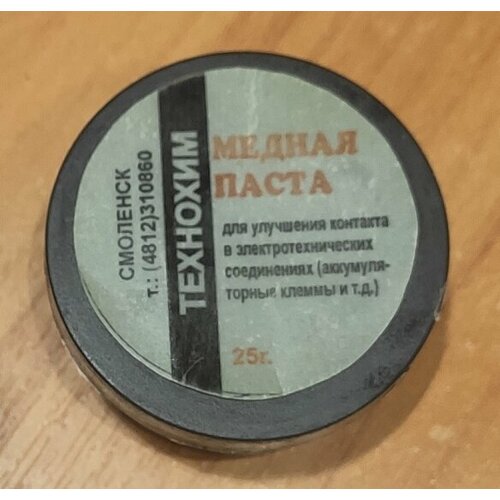 СМОЛЕНСК
т.: (4812)310860
ТЕХНОХИМ
МЕДНАЯ
ПАСТА
для улучшения контакта
в электротехнических
соединениях (аккумуля-
торные клеммы и т.д.)
25г.